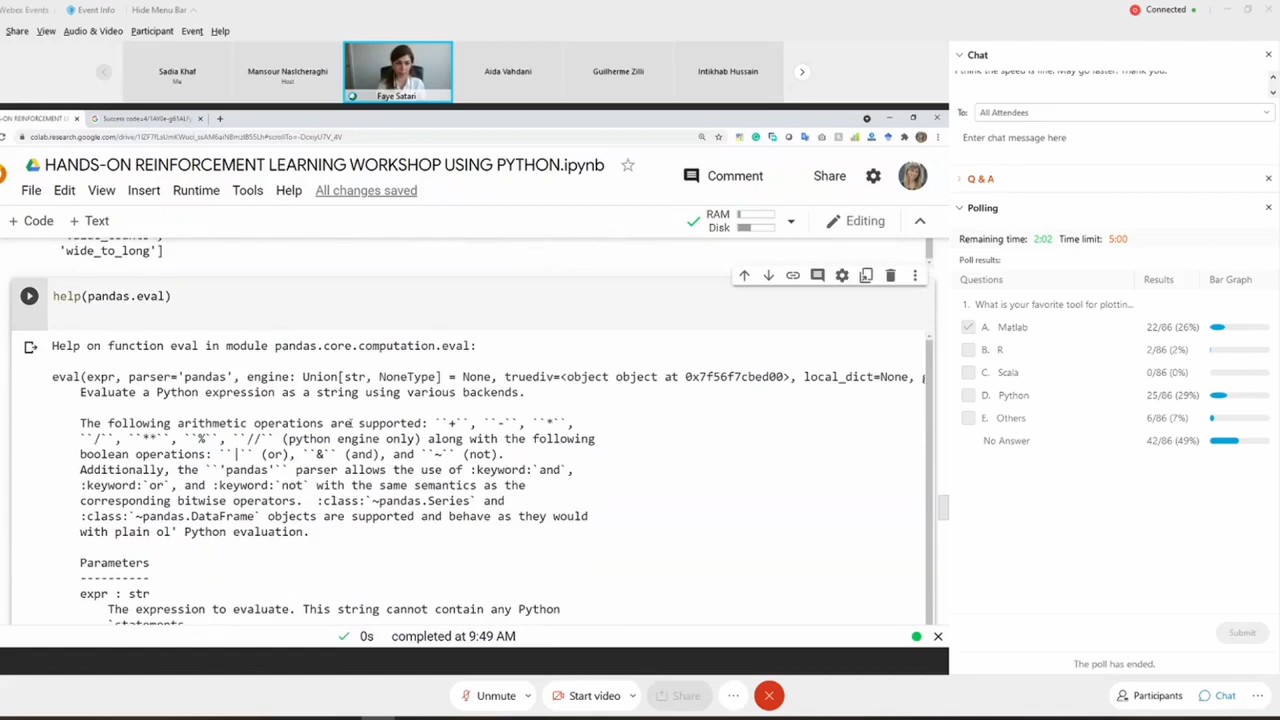 Webex Events
Event Info
Hide Menu Bar
Connected
Share View Audio & Video Participant Event Help
Sadia Khaf
Me
Mansour Naslcheraghi
Host
Faye Satari
Aida Vahdani
Guilherme Zilli
Intikhab Hussain
HANDS-ON REINFORCEMENT LEARNING WORKSHOP USING PYTHON.ipynb
File Edit View Insert Runtime Tools Help All changes saved
Comment
Share
+ Code + Text
RAM
Disk
Editing
'wide_to_long']
help(pandas.eval)
Help on function eval in module pandas.core.computation.eval:
eval(expr, parser='pandas', engine: Union[str, NoneType] = None, truediv=<object object at 0x7f56f7cbed00>, local_dict=None, g
Evaluate a Python expression as a string using various backends.
The following arithmetic operations are supported: ``+``, ``-``, ``*``,
``/``, ``**``, ``%``, ``//`` (python engine only) along with the following
boolean operations: ``|`` (or), ``&`` (and), and ``~`` (not).
Additionally, the ``'pandas'`` parser allows the use of :keyword:`and`,
:keyword:`or`, and :keyword:`not` with the same semantics as the
corresponding bitwise operators.  :class:`~pandas.Series` and
:class:`~pandas.DataFrame` objects are supported and behave as they would
with plain ol' Python evaluation.
Parameters
----------
expr : str
The expression to evaluate. This string cannot contain any Python
`statements
0s completed at 9:49 AM
Unmute
Start video
Share
Chat
I think the speed is fine. May go faster. Thank you.
To: All Attendees
Enter chat message here
Q & A
Polling
Remaining time: 2:02 Time limit: 5:00
Poll results:
Questions Results Bar Graph
1. What is your favorite tool for plottin...
A. Matlab 22/86 (26%)
B. R 2/86 (2%)
C. Scala 0/86 (0%)
D. Python 25/86 (29%)
E. Others 6/86 (7%)
No Answer 42/86 (49%)
Submit
The poll has ended.
Participants
Chat